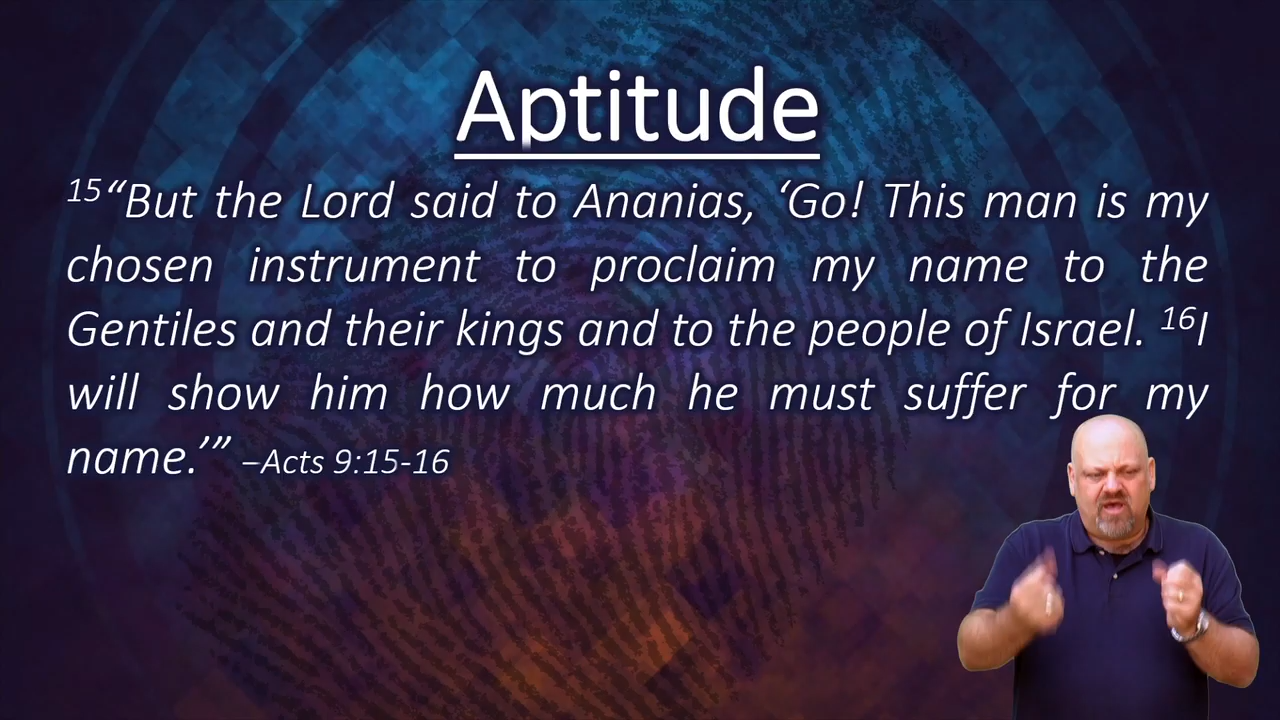 Aptitude
¹⁵“But the Lord said to Ananias, ‘Go! This man is my
chosen instrument to proclaim my name to the
Gentiles and their kings and to the people of Israel. ¹⁶I
will show him how much he must suffer for my
name.’” –Acts 9:15-16